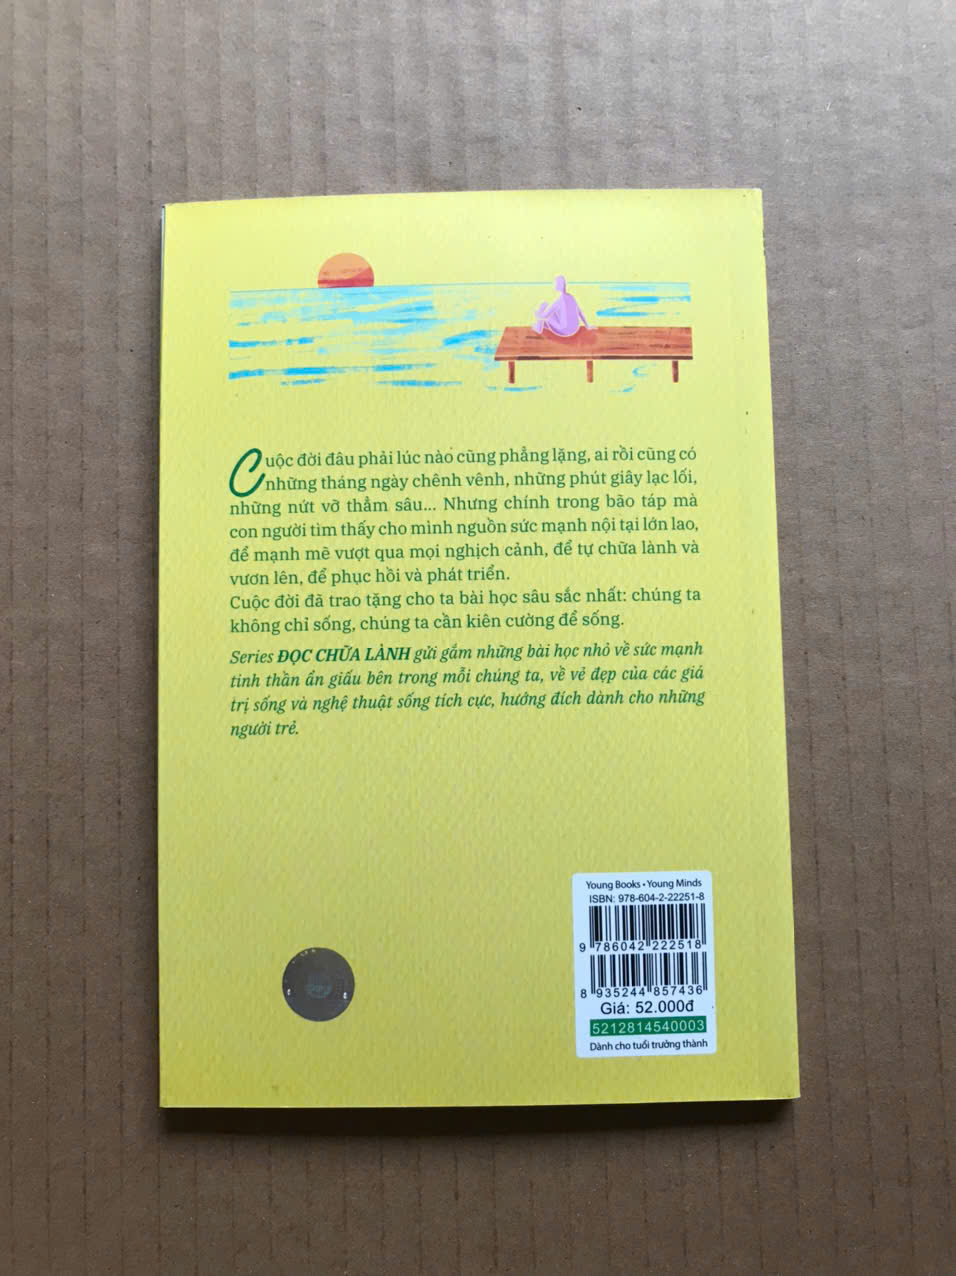 Cuộc đời đâu phải lúc nào cũng phẳng lặng, ai rồi cũng có
những tháng ngày chênh vênh, những phút giây lạc lối,
những nứt vỡ thẳm sâu... Nhưng chính trong bão táp mà
con người tìm thấy cho mình nguồn sức mạnh nội tại lớn lao,
để mạnh mẽ vượt qua mọi nghịch cảnh, để tự chữa lành và
vươn lên, để phục hồi và phát triển.
Cuộc đời đã trao tặng cho ta bài học sâu sắc nhất: chúng ta
không chỉ sống, chúng ta cần kiên cường để sống.
Series ĐỌC CHỮA LÀNH gửi gắm những bài học nhỏ về sức mạnh
tinh thần ẩn giấu bên trong mỗi chúng ta, về vẻ đẹp của các giá
trị sống và nghệ thuật sống tích cực, hướng đích dành cho những
người trẻ.
Young Books • Young Minds
ISBN: 978-604-2-22251-8
9 786042 222518
8 935244 857436
Giá: 52.000đ
5212814540003
Dành cho tuổi trưởng thành